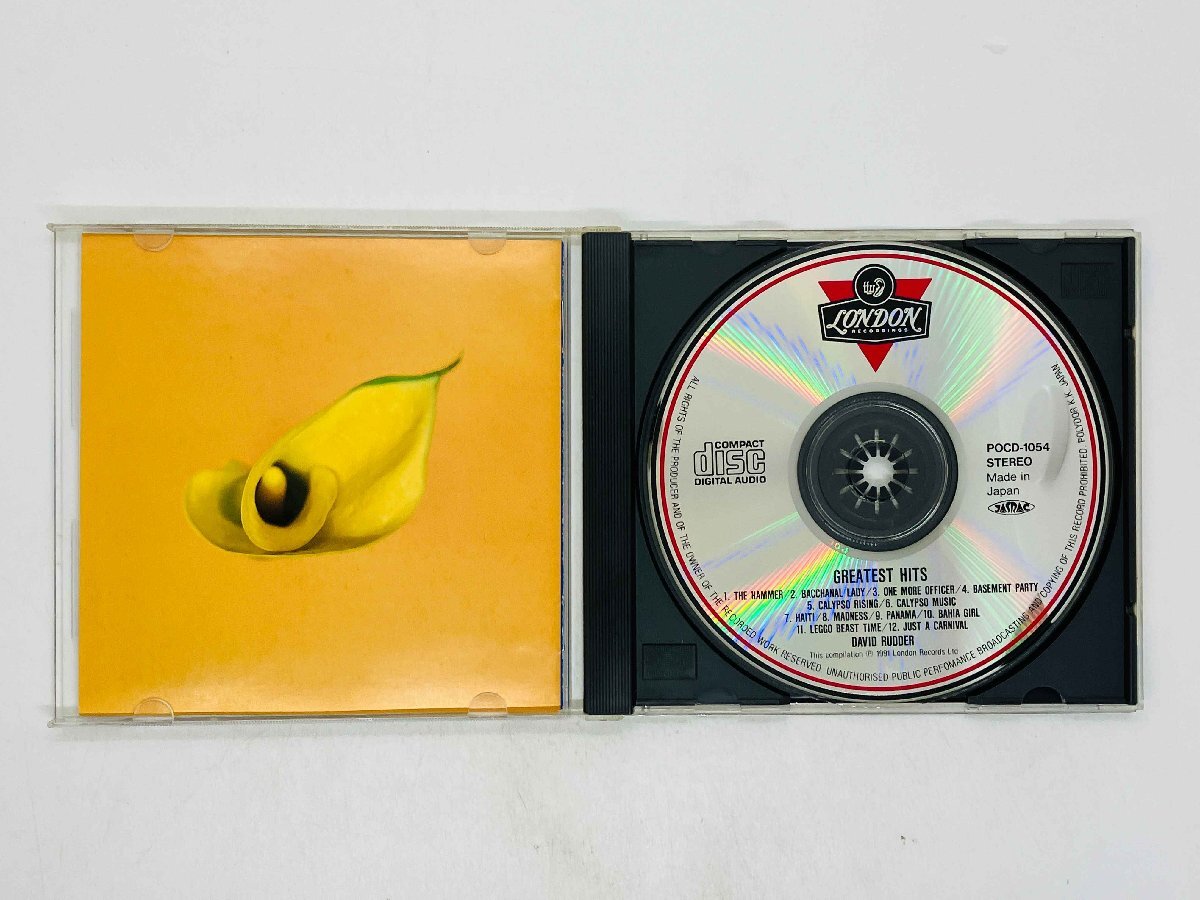 LONDON
RECORDINGS
COMPACT
disc
DIGITAL AUDIO
POCD-1054
STEREO
Made in
Japan
JASRAC
GREATEST HITS
1. THE HAMMER/2. BACCHANAL LADY/3. ONE MORE OFFICER/4. BASEMENT PARTY
5. CALYPSO RISING/6. CALYPSO MUSIC
7. HAITI/8. MADNESS/9. PANAMA/10. BAHIA GIRL
11. LEGGO BEAST TIME/12. JUST A CARNIVAL
DAVID RUDDER
This compilation Ⓟ 1991 London Records Ltd
ALL RIGHTS OF THE PRODUCER AND OF THE OWNER OF THE RECORDED WORK RESERVED. UNAUTHORISED PUBLIC PERFOMANCE BROADCASTING AND COPYING OF THIS RECORD PROHIBITED. POLYDOR K.K. JAPAN